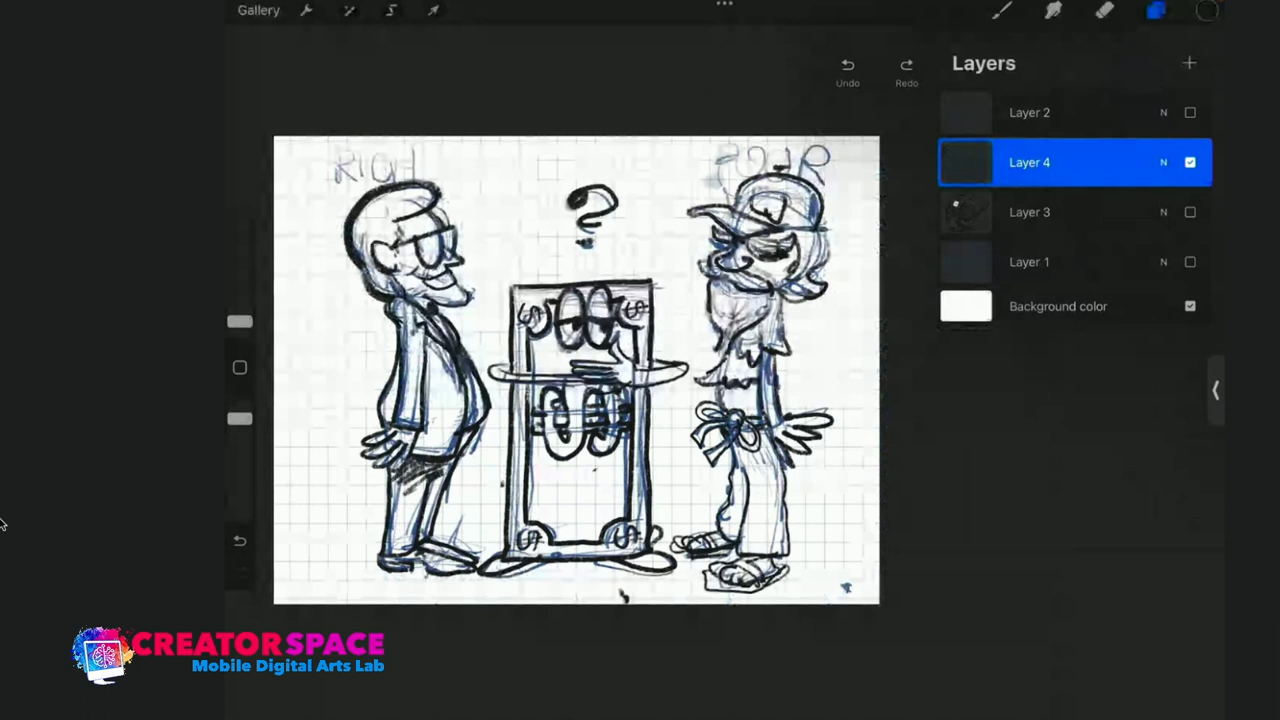 Gallery
Undo
Redo
Layers
Layer 2
N
Layer 4
N
Layer 3
N
Layer 1
N
Background color
RICH
POOR
?
$ $
$ $
CREATORSPACE
Mobile Digital Arts Lab